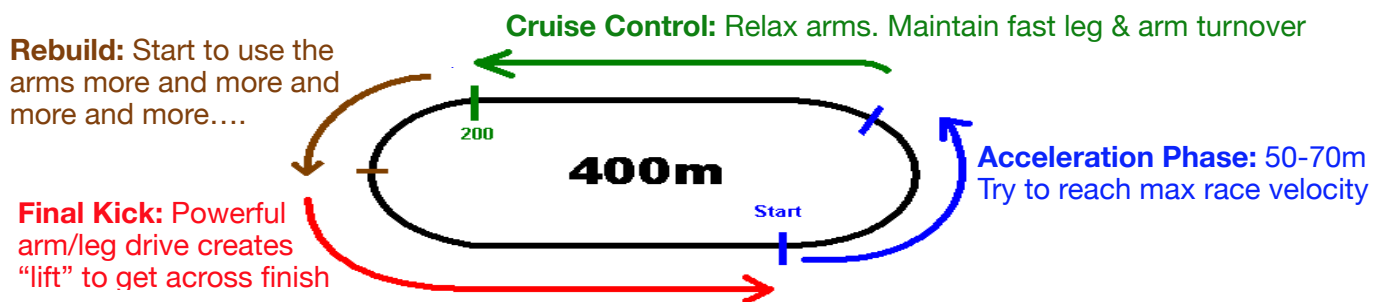 Cruise Control: Relax arms. Maintain fast leg & arm turnover
Rebuild: Start to use the
arms more and more and
more and more....
200
400m
Start
Acceleration Phase: 50-70m
Try to reach max race velocity
Final Kick: Powerful
arm/leg drive creates
“lift” to get across finish